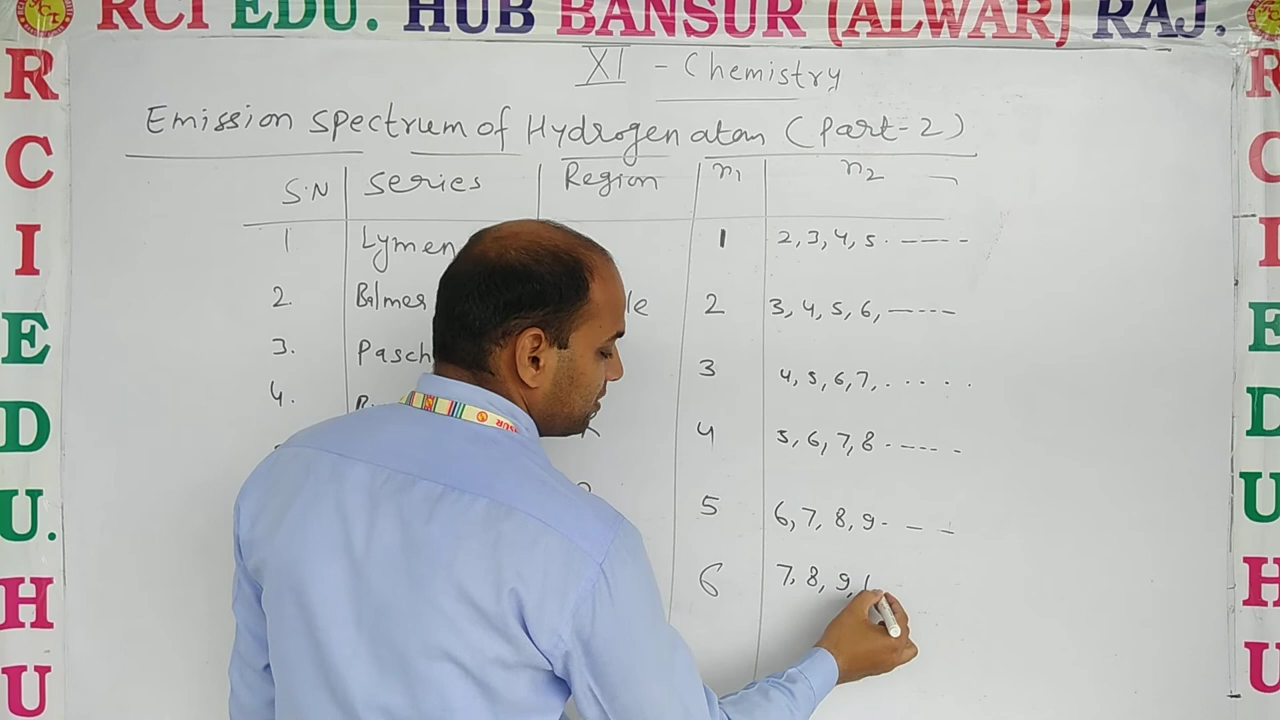 RCI EDU. HUB BANSUR (ALWAR) RAJ.
XI - Chemistry
Emission spectrum of Hydrogen atom (Part-2)
S.N series Region n1 n2
1 Lymen 1 2, 3, 4, 5. -----
2. Balmer le 2 3, 4, 5, 6, -----
3. Pasch 3 4, 5, 6, 7, . . . . .
4. 4 5, 6, 7, 8 - ----
5 6, 7, 8, 9 - - -
6 7, 8, 9,
R
C
I
E
D
U.
H
U
R
C
I
E
D
U
H
U